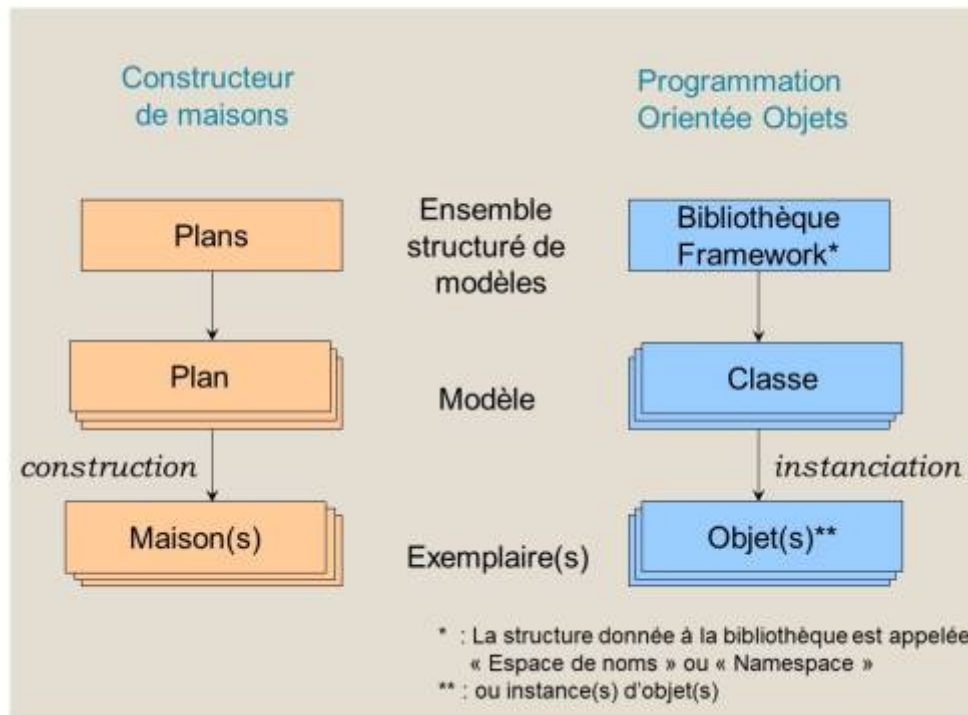 Constructeur
de maisons
Programmation
Orientée Objets
Plans
Ensemble
structuré de
modèles
Bibliothèque
Framework*
Plan
Modèle
Classe
construction
instanciation
Maison(s)
Exemplaire(s)
Objet(s)**
* : La structure donnée à la bibliothèque est appelée
« Espace de noms » ou « Namespace »
** : ou instance(s) d'objet(s)